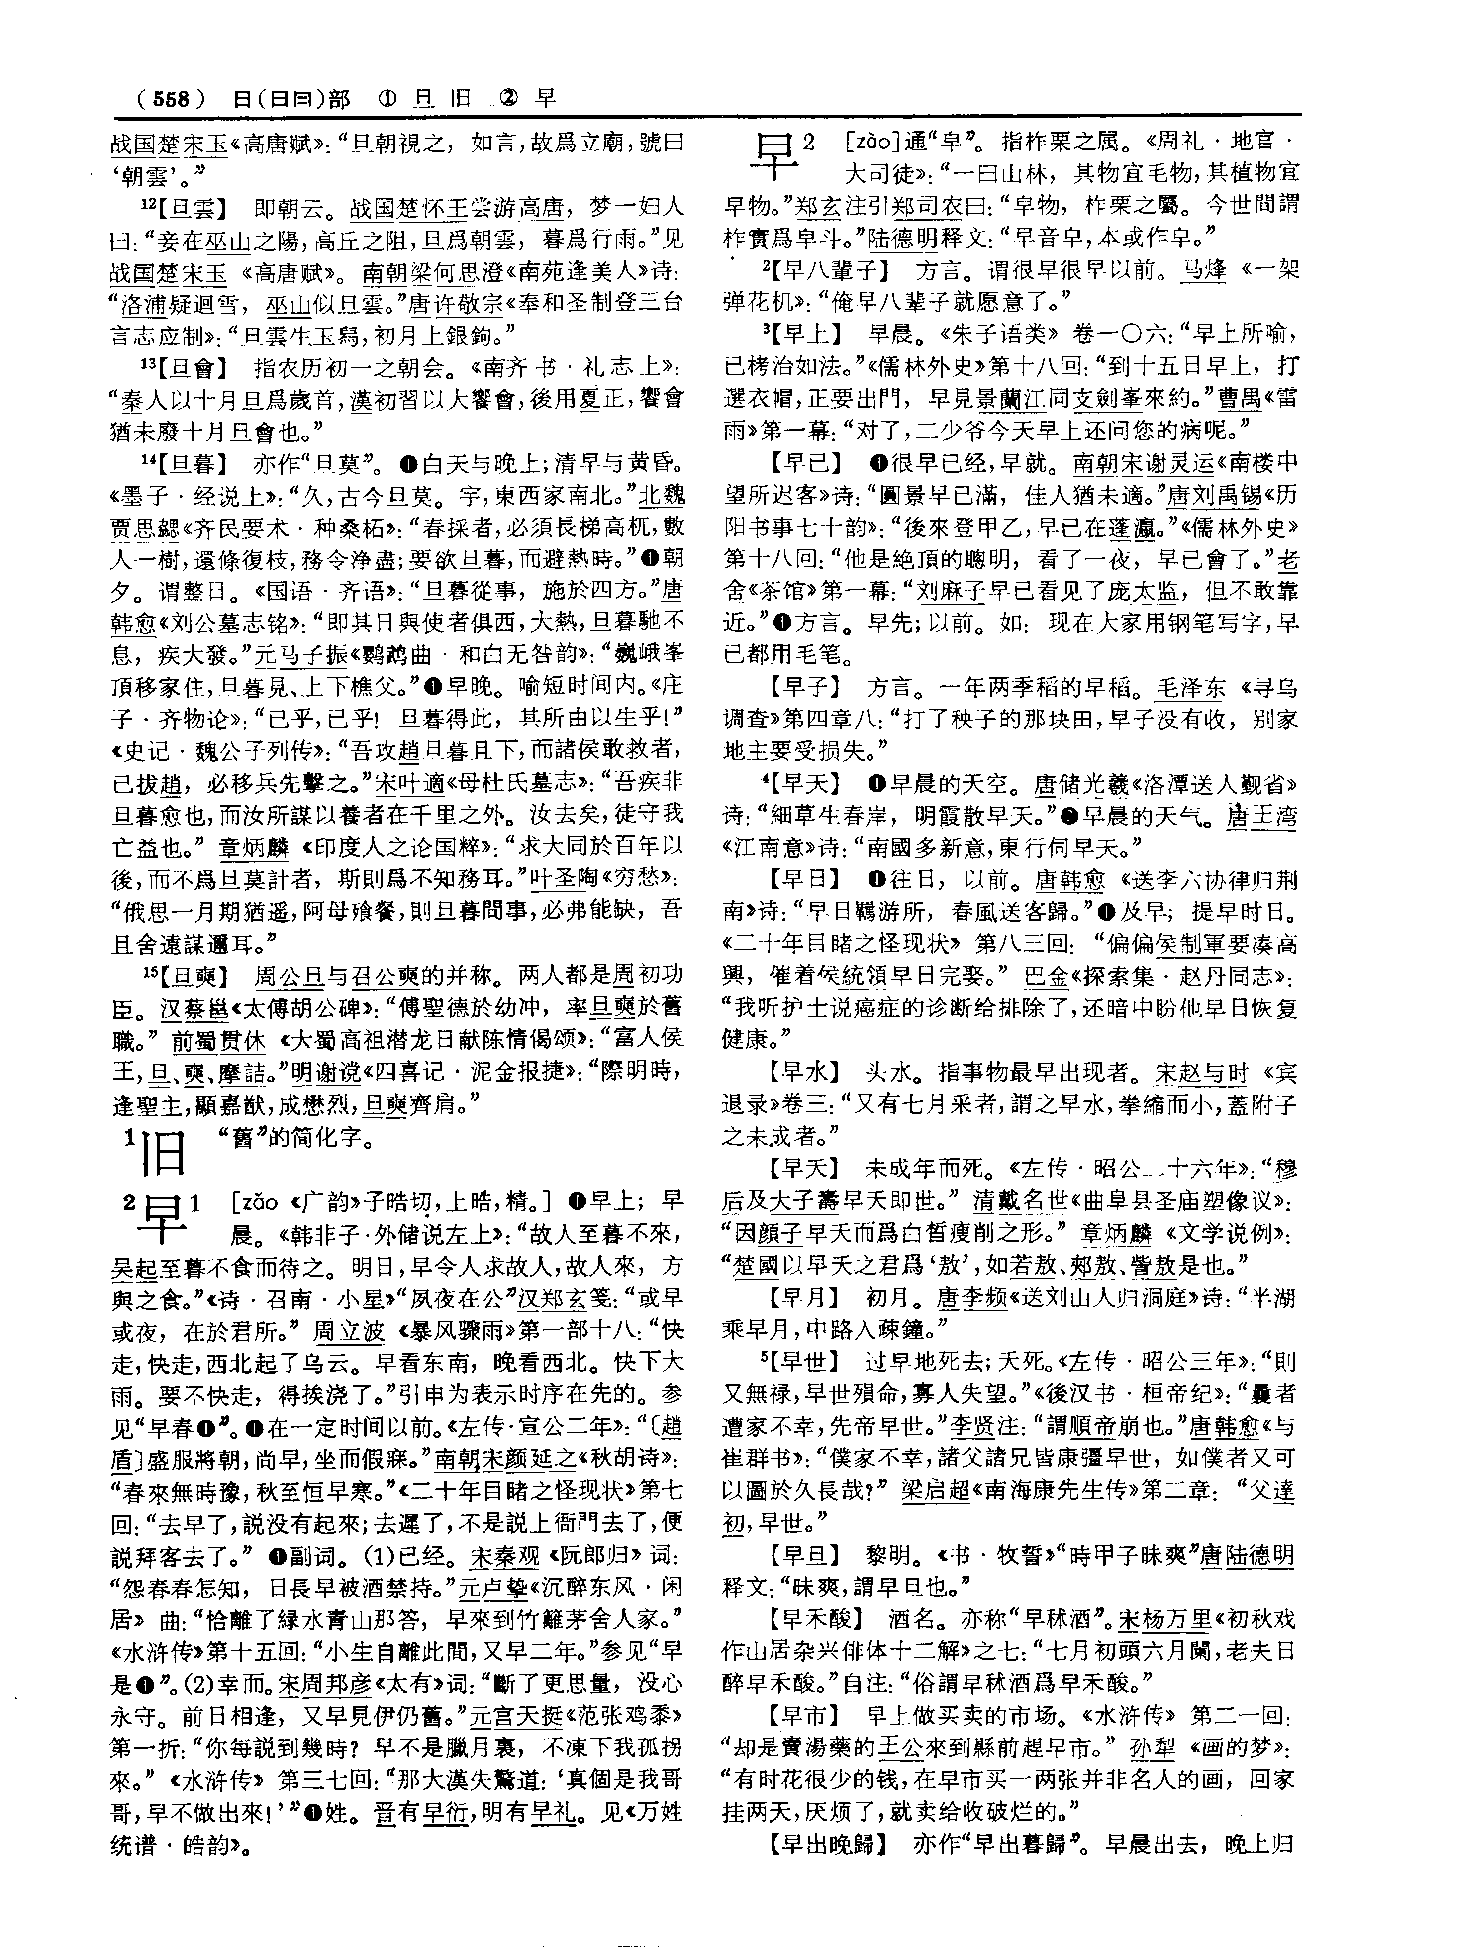 (558) 日(日曰)部 ① 旦 旧 ② 早
战国楚宋玉《高唐赋》：“旦朝視之，如言，故爲立廟，號曰
‘朝雲’。”
12【旦雲】 即朝云。战国楚怀王尝游高唐，梦一妇人
曰：“妾在巫山之陽，高丘之阻，旦爲朝雲，暮爲行雨。”见
战国楚宋玉《高唐赋》。南朝梁何思澄《南苑逢美人》诗：
“洛浦疑迴雪，巫山似旦雲。”唐许敬宗《奉和圣制登三台
言志应制》：“旦雲生玉舄，初月上銀鉤。”
13【旦會】 指农历初一之朝会。《南齐书·礼志上》：
“秦人以十月旦爲歲首，漢初習以大饗會，後用夏正，饗會
猶未廢十月旦會也。”
14【旦暮】 亦作“旦莫”。❶白天与晚上；清早与黄昏。
《墨子·经说上》：“久，古今旦莫。宇，東西家南北。”北魏
贾思勰《齐民要术·种桑柘》：“春採者，必須長梯高杌，數
人一樹，還條復枝，務令净盡；要欲旦暮，而避熱時。”❶朝
夕。谓整日。《国语·齐语》：“旦暮從事，施於四方。”唐
韩愈《刘公墓志铭》：“即其日與使者俱西，大熱，旦暮馳不
息，疾大發。”元马子振《鹦鹉曲·和白无咎韵》：“巍峨峯
頂移家住，旦暮見、上下樵父。”❶早晚。喻短时间内。《庄
子·齐物论》：“已乎，已乎！旦暮得此，其所由以生乎！”
《史记·魏公子列传》：“吾攻趙旦暮且下，而諸侯敢救者，
已拔趙，必移兵先擊之。”宋叶適《母杜氏墓志》：“吾疾非
旦暮愈也，而汝所謀以養者在千里之外。汝去矣，徒守我
亡益也。”章炳麟《印度人之论国粹》：“求大同於百年以
後，而不爲旦莫計者，斯則爲不知務耳。”叶圣陶《穷愁》：
“俄思一月期猶遥，阿母飱餐，則旦暮間事，必弗能缺，吾
且舍遠謀邇耳。”
15【旦奭】 周公旦与召公奭的并称。两人都是周初功
臣。汉蔡邕《太傅胡公碑》：“傅聖德於幼冲，率旦奭於舊
職。”前蜀贯休《大蜀高祖潜龙日献陈情偈颂》：“富人侯
王，旦、奭、摩詰。”明谢谠《四喜记·泥金报捷》：“際明時，
逢聖主，顯嘉猷，成懋烈，旦奭齊肩。”
1旧 “舊”的简化字。
2早1 [zǎo《广韵》子晧切，上晧，精。] ❶早上；早
晨。《韩非子·外储说左上》：“故人至暮不來，
吴起至暮不食而待之。明日，早令人求故人，故人來，方
與之食。”《诗·召南·小星》“夙夜在公”汉郑玄笺：“或早
或夜，在於君所。”周立波《暴风骤雨》第一部十八：“快
走，快走，西北起了乌云。早看东南，晚看西北。快下大
雨。要不快走，得挨浇了。”引申为表示时序在先的。参
见“早春❶”。❶在一定时间以前。《左传·宣公二年》：“〔趙
盾〕盛服將朝，尚早，坐而假寐。”南朝宋颜延之《秋胡诗》：
“春來無時豫，秋至恒早寒。”《二十年目睹之怪现状》第七
回：“去早了，説没有起來；去遲了，不是説上衙門去了，便
説拜客去了。”❶副词。(1)已经。宋秦观《阮郎归》词：
“怨春春怎知，日長早被酒禁持。”元卢挚《沉醉东风·闲
居》曲：“恰離了緑水青山那答，早來到竹籬茅舍人家。”
《水浒传》第十五回：“小生自離此間，又早二年。”参见“早
是❶”。(2)幸而。宋周邦彦《大有》词：“斷了更思量，没心
永守。前日相逢，又早見伊仍舊。”元宫天挺《范张鸡黍》
第一折：“你每説到幾時？早不是臘月裏，不凍下我孤拐
來。”《水浒传》第三七回：“那大漢失驚道：‘真個是我哥
哥，早不做出來！’”❶姓。晋有早衍，明有早礼。见《万姓
统谱·皓韵》。
早2 [zào]通“皁”。指柞栗之属。《周礼·地官·
大司徒》：“一曰山林，其物宜毛物，其植物宜
早物。”郑玄注引郑司农曰：“皁物，柞栗之屬。今世間謂
柞實爲皁斗。”陆德明释文：“早音皁，本或作皁。”
2【早八輩子】 方言。谓很早很早以前。马烽《一架
弹花机》：“俺早八辈子就愿意了。”
3【早上】 早晨。《朱子语类》卷一〇六：“早上所喻，
已栲治如法。”《儒林外史》第十八回：“到十五日早上，打
選衣帽，正要出門，早見景蘭江同支劍峯來約。”曹禺《雷
雨》第一幕：“对了，二少爷今天早上还问您的病呢。”
【早已】 ❶很早已经，早就。南朝宋谢灵运《南楼中
望所迟客》诗：“圓景早已滿，佳人猶未適。”唐刘禹锡《历
阳书事七十韵》：“後來登甲乙，早已在蓬瀛。”《儒林外史》
第十八回：“他是絶頂的聰明，看了一夜，早已會了。”老
舍《茶馆》第一幕：“刘麻子早已看见了庞太监，但不敢靠
近。”❶方言。早先；以前。如：现在大家用钢笔写字，早
已都用毛笔。
【早子】 方言。一年两季稻的早稻。毛泽东《寻乌
调查》第四章八：“打了秧子的那块田，早子没有收，别家
地主要受损失。”
4【早天】 ❶早晨的天空。唐储光羲《洛潭送人觐省》
诗：“細草生春岸，明霞散早天。”❷早晨的天气。唐王湾
《江南意》诗：“南國多新意，東行伺早天。”
【早日】 ❶往日，以前。唐韩愈《送李六协律归荆
南》诗：“早日羈游所，春風送客歸。”❶及早；提早时日。
《二十年目睹之怪现状》第八三回：“偏偏侯制軍要凑高
興，催着侯統領早日完娶。”巴金《探索集·赵丹同志》：
“我听护士说癌症的诊断给排除了，还暗中盼他早日恢复
健康。”
【早水】 头水。指事物最早出现者。宋赵与时《宾
退录》卷三：“又有七月采者，謂之早水，拳縮而小，蓋附子
之未成者。”
【早夭】 未成年而死。《左传·昭公二十六年》：“穆
后及大子壽早夭即世。”清戴名世《曲阜县圣庙塑像议》：
“因顔子早夭而爲白皙瘦削之形。”章炳麟《文学说例》：
“楚國以早夭之君爲‘敖’，如若敖、郟敖、訾敖是也。”
【早月】 初月。唐李频《送刘山人归洞庭》诗：“半湖
乘早月，中路入疎鐘。”
5【早世】 过早地死去；夭死。《左传·昭公三年》：“則
又無禄，早世殞命，寡人失望。”《後汉书·桓帝纪》：“曩者
遭家不幸，先帝早世。”李贤注：“謂順帝崩也。”唐韩愈《与
崔群书》：“僕家不幸，諸父諸兄皆康彊早世，如僕者又可
以圖於久長哉？”梁启超《南海康先生传》第二章：“父達
初，早世。”
【早旦】 黎明。《书·牧誓》“時甲子昧爽”唐陆德明
释文：“昧爽，謂早旦也。”
【早禾酸】 酒名。亦称“早秫酒”。宋杨万里《初秋戏
作山居杂兴俳体十二解》之七：“七月初頭六月闌，老夫日
醉早禾酸。”自注：“俗謂早秫酒爲早禾酸。”
【早市】 早上做买卖的市场。《水浒传》第二一回：
“却是賣湯藥的王公來到縣前趕早市。”孙犁《画的梦》：
“有时花很少的钱，在早市买一两张并非名人的画，回家
挂两天，厌烦了，就卖给收破烂的。”
【早出晚歸】 亦作“早出暮歸”。早晨出去，晚上归